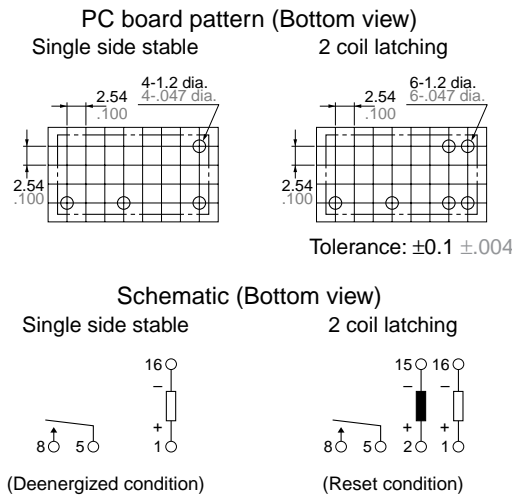 PC board pattern (Bottom view)
Single side stable
2 coil latching
2.54
.100
4-1.2 dia.
4-.047 dia.
2.54
.100
2.54
.100
6-1.2 dia.
6-.047 dia.
2.54
.100
Tolerance: ±0.1 ±.004
Schematic (Bottom view)
Single side stable
2 coil latching
16
−
+
8 5 1
15 16
− −
+ +
8 5 2 1
(Deenergized condition)
(Reset condition)